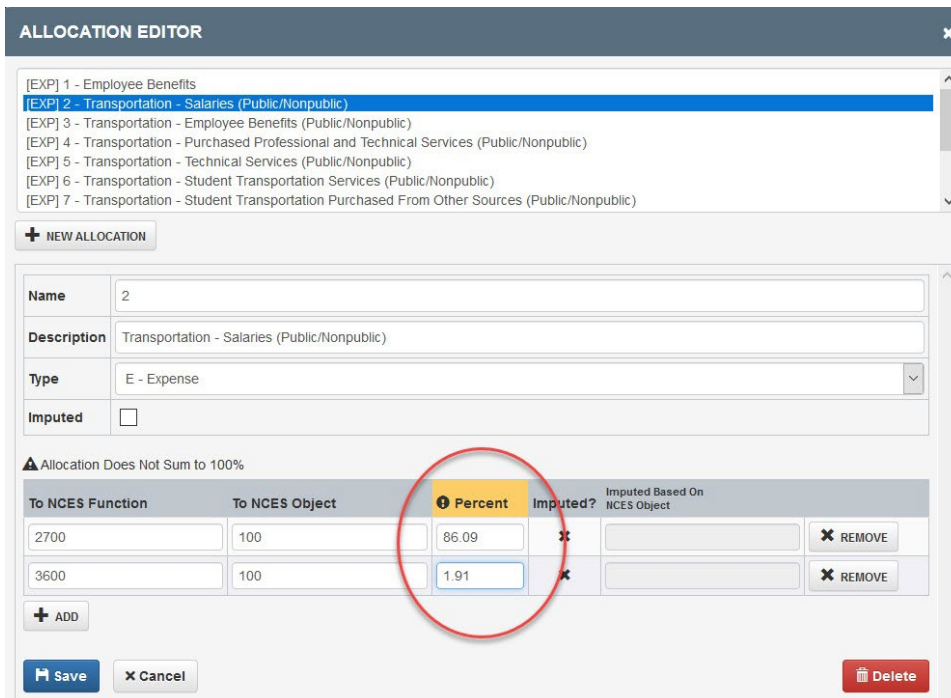 ALLOCATION EDITOR
[EXP] 1 - Employee Benefits
[EXP] 2 - Transportation - Salaries (Public/Nonpublic)
[EXP] 3 - Transportation - Employee Benefits (Public/Nonpublic)
[EXP] 4 - Transportation - Purchased Professional and Technical Services (Public/Nonpublic)
[EXP] 5 - Transportation - Technical Services (Public/Nonpublic)
[EXP] 6 - Transportation - Student Transportation Services (Public/Nonpublic)
[EXP] 7 - Transportation - Student Transportation Purchased From Other Sources (Public/Nonpublic)
NEW ALLOCATION
Name 2
Description Transportation - Salaries (Public/Nonpublic)
Type E - Expense
Imputed
Allocation Does Not Sum to 100%
To NCES Function To NCES Object Percent Imputed? Imputed Based On
NCES Object
2700 100 86.09 REMOVE
3600 100 1.91 REMOVE
ADD
Save Cancel Delete